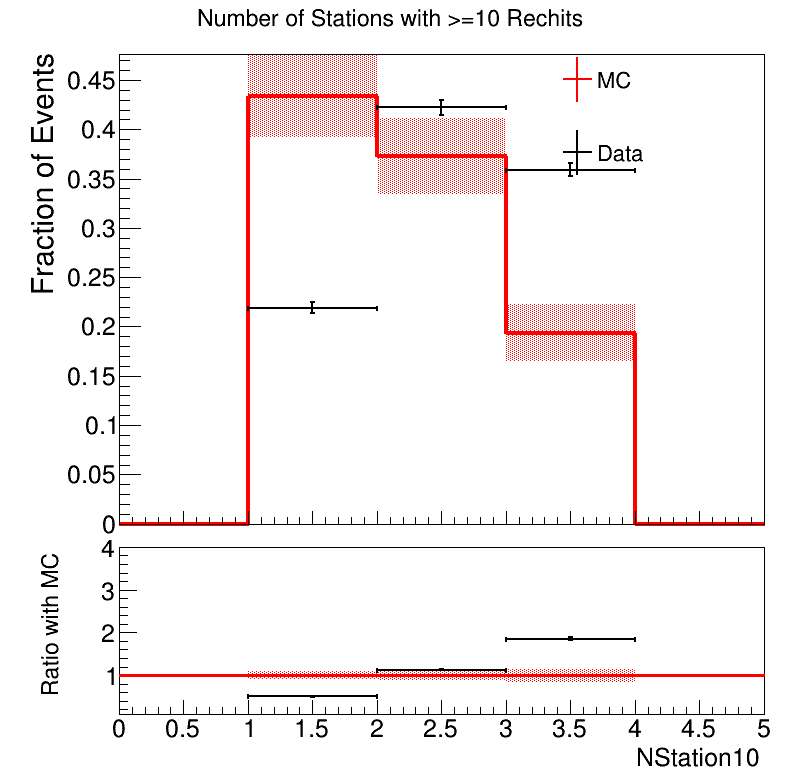 Number of Stations with >=10 Rechits
Fraction of Events
0.45
0.4
0.35
0.3
0.25
0.2
0.15
0.1
0.05
0
MC
Data
Ratio with MC
4
3
2
1
0 0.5 1 1.5 2 2.5 3 3.5 4 4.5 5
NStation10